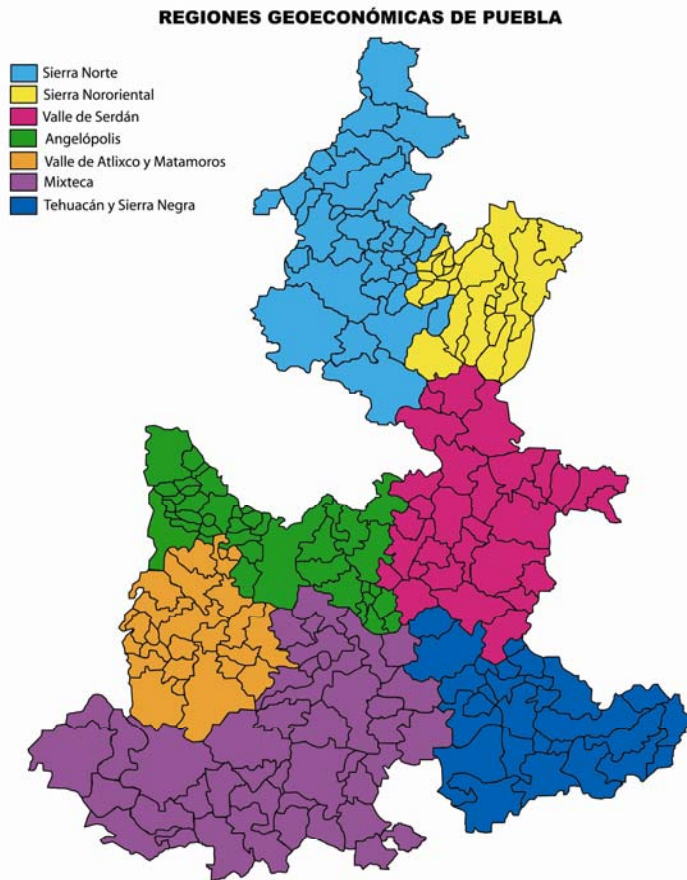 REGIONES GEOECONÓMICAS DE PUEBLA
Sierra Norte
Sierra Nororiental
Valle de Serdán
Angelópolis
Valle de Atlixco y Matamoros
Mixteca
Tehuacán y Sierra Negra